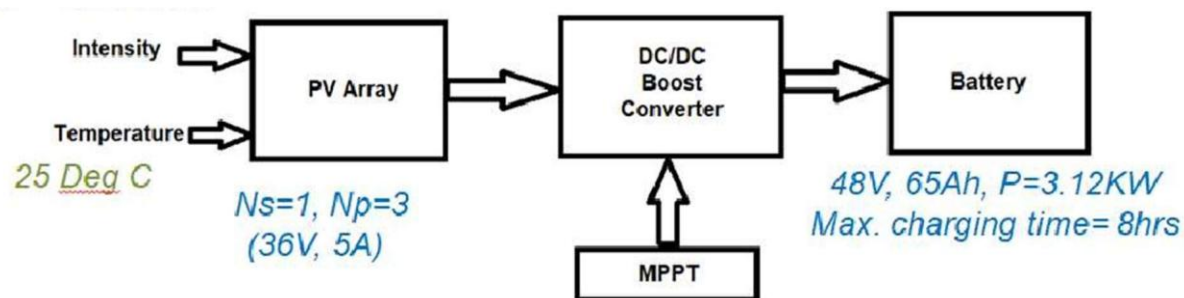 Intensity
Temperature
25 Deg C
PV Array
Ns=1, Np=3
(36V, 5A)
DC/DC
Boost
Converter
MPPT
Battery
48V, 65Ah, P=3.12KW
Max. charging time= 8hrs